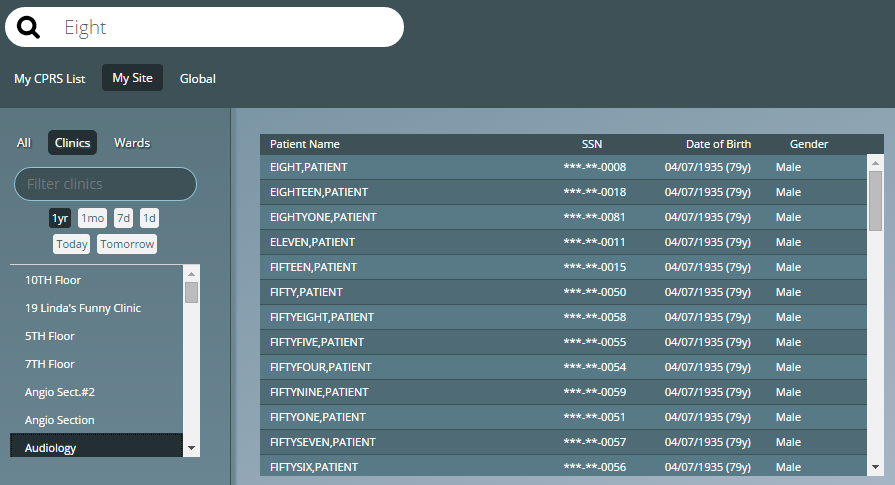 Eight
My CPRS List My Site Global
All Clinics Wards
Filter clinics
1yr 1mo 7d 1d
Today Tomorrow
10TH Floor
19 Linda's Funny Clinic
5TH Floor
7TH Floor
Angio Sect.#2
Angio Section
Audiology
Patient Name SSN Date of Birth Gender
EIGHT,PATIENT ***-**-0008 04/07/1935 (79y) Male
EIGHTEEN,PATIENT ***-**-0018 04/07/1935 (79y) Male
EIGHTYONE,PATIENT ***-**-0081 04/07/1935 (79y) Male
ELEVEN,PATIENT ***-**-0011 04/07/1935 (79y) Male
FIFTEEN,PATIENT ***-**-0015 04/07/1935 (79y) Male
FIFTY,PATIENT ***-**-0050 04/07/1935 (79y) Male
FIFTYEIGHT,PATIENT ***-**-0058 04/07/1935 (79y) Male
FIFTYFIVE,PATIENT ***-**-0055 04/07/1935 (79y) Male
FIFTYFOUR,PATIENT ***-**-0054 04/07/1935 (79y) Male
FIFTYNINE,PATIENT ***-**-0059 04/07/1935 (79y) Male
FIFTYONE,PATIENT ***-**-0051 04/07/1935 (79y) Male
FIFTYSEVEN,PATIENT ***-**-0057 04/07/1935 (79y) Male
FIFTYSIX,PATIENT ***-**-0056 04/07/1935 (79y) Male